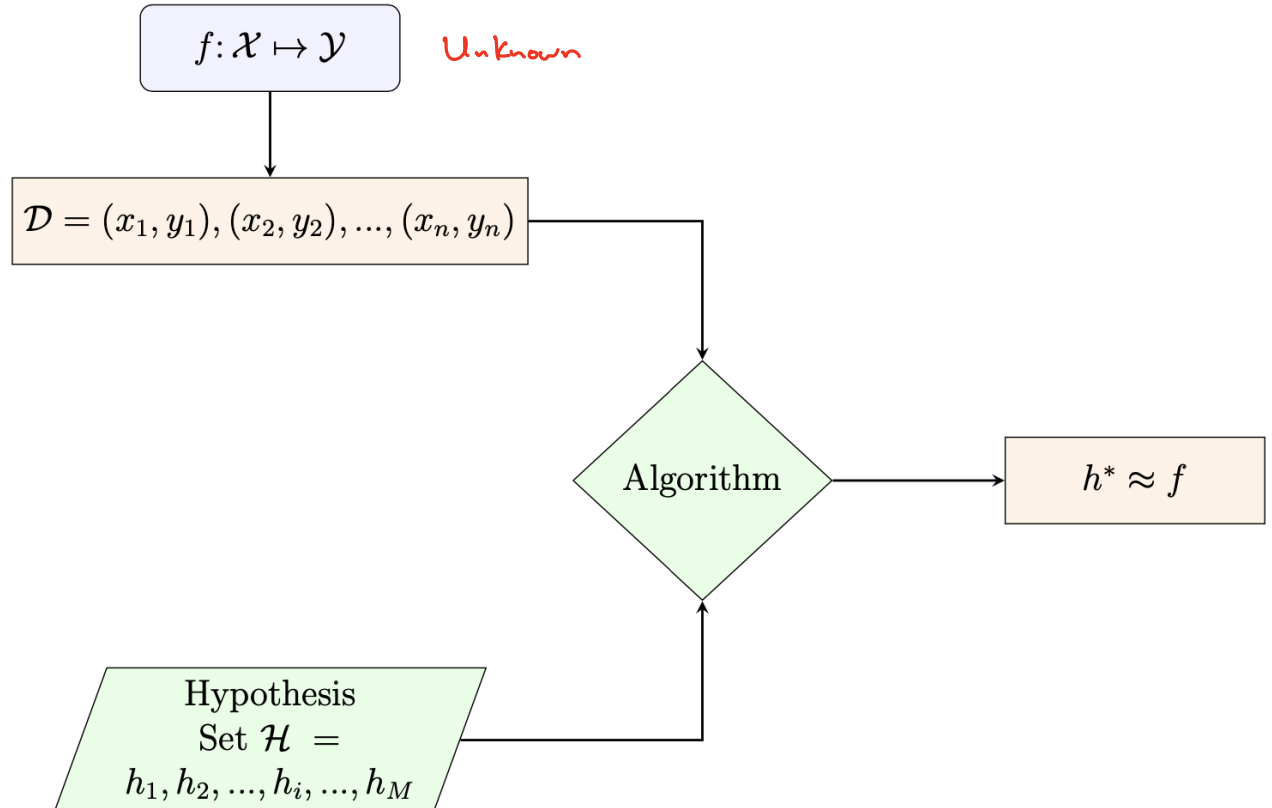 f: 𝒳 ↦ 𝒴
Unknown
𝒟 = (x₁, y₁), (x₂, y₂), ..., (xₙ, yₙ)
Algorithm
h* ≈ f
Hypothesis
Set ℋ =
h₁, h₂, ..., hᵢ, ..., h_M